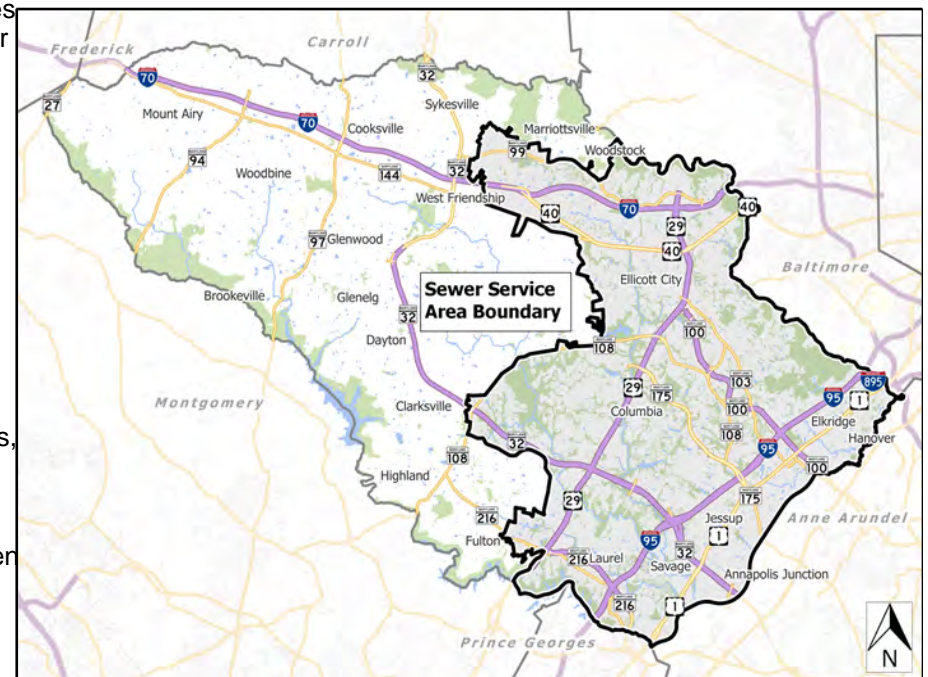 es
r
Frederick
Carroll
70
32
27
Mount Airy
Sykesville
70
Cooksville
Marriottsville
99
Woodstock
94
Woodbine
144
32
West Friendship
40
70
29
40
97
Glenwood
40
Ellicott City
Baltimore
Brookeville
Glenelg
Sewer Service
Area Boundary
32
Dayton
100
108
103
895
Montgomery
29
175
95
1
Clarksville
Columbia
100
Elkridge
s,
32
108
Hanover
108
95
100
Highland
29
175
Anne Arundel
216
Jessup
en
Fulton
95
1
216
Laurel
32
Savage
Annapolis Junction
216
1
Prince Georges
N